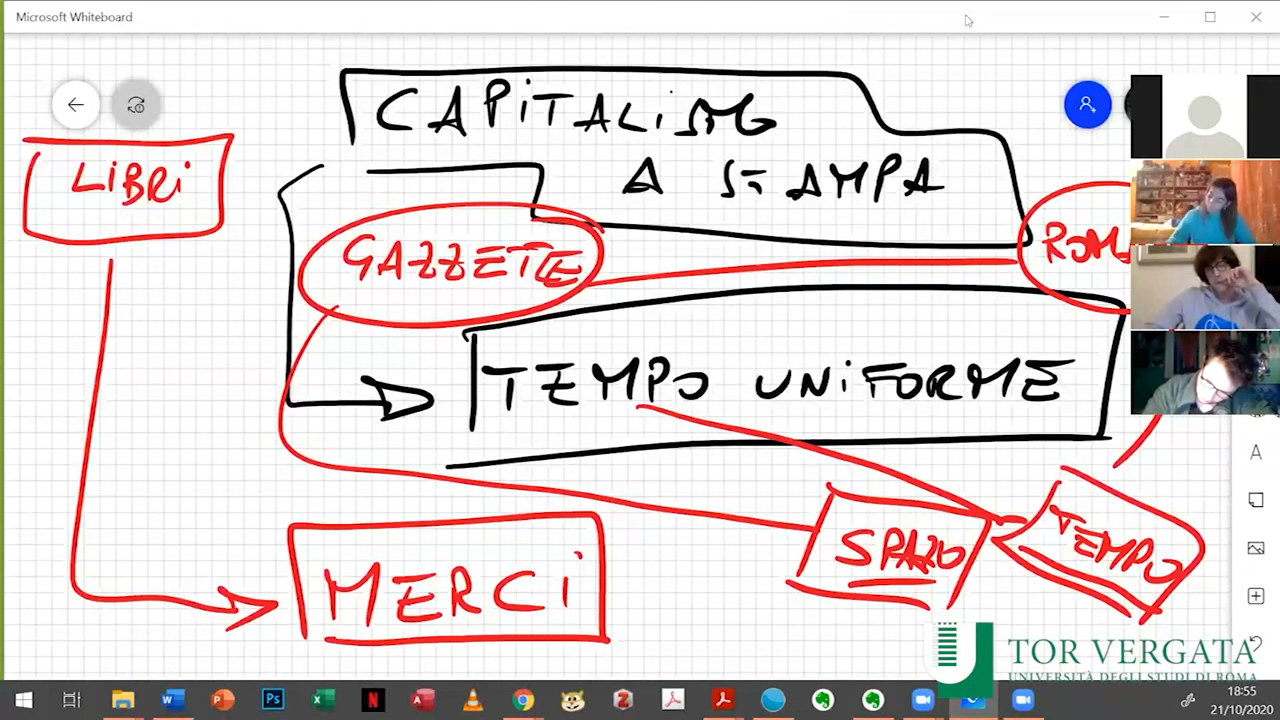 Microsoft Whiteboard
CAPITALISMO
A STAMPA
LIBRI
GAZZETTE
TEMPO UNIFORME
SPAZIO
TEMPO
MERCI
TOR VERGATA
UNIVERSITÀ DEGLI STUDI DI ROMA
18:55
21/10/2020